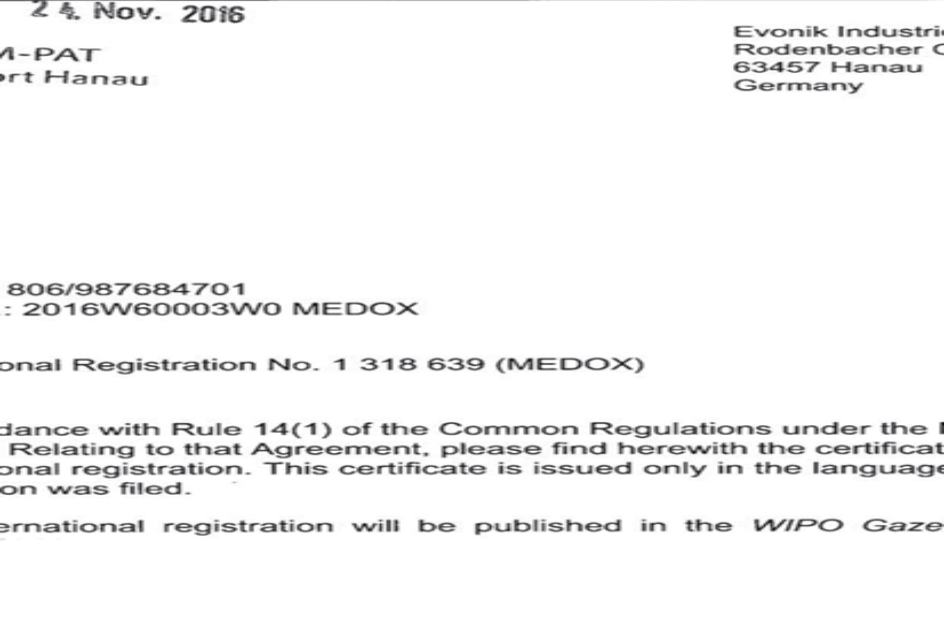 24. Nov. 2016
M-PAT
ort Hanau
Evonik Industri
Rodenbacher
63457 Hanau
Germany
806/987684701
.: 2016W60003W0 MEDOX
onal Registration No. 1 318 639 (MEDOX)
dance with Rule 14(1) of the Common Regulations under the
Relating to that Agreement, please find herewith the certificat
onal registration. This certificate is issued only in the language
on was filed.
ernational registration will be published in the WIPO Gaze